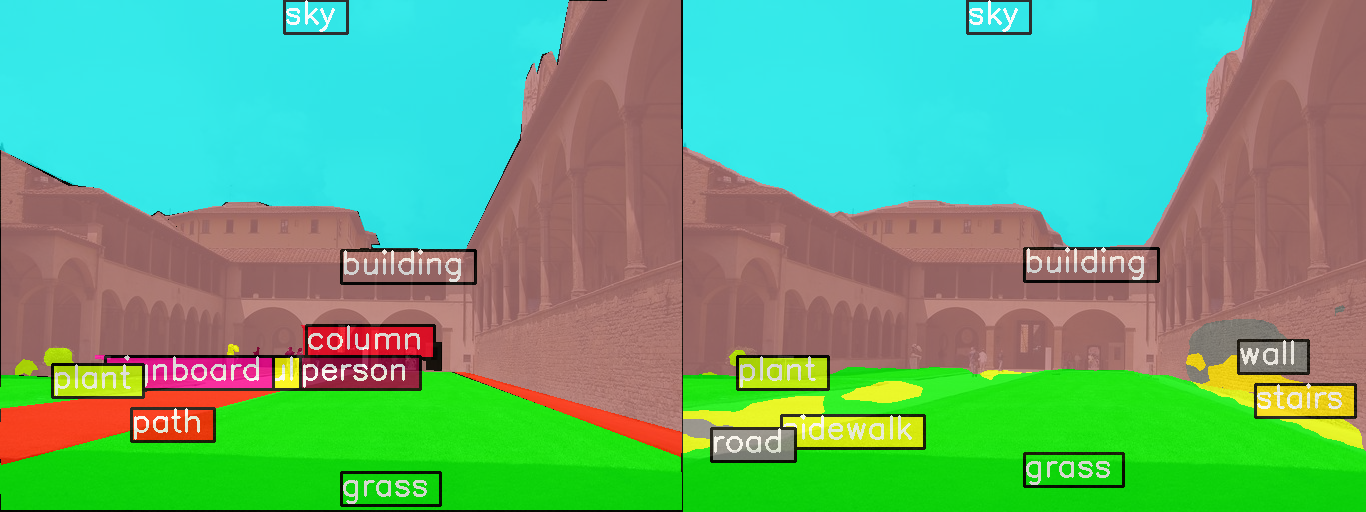 sky
sky
building
building
column
wall
nboard
person
plant
plant
stairs
path
idewalk
road
grass
grass